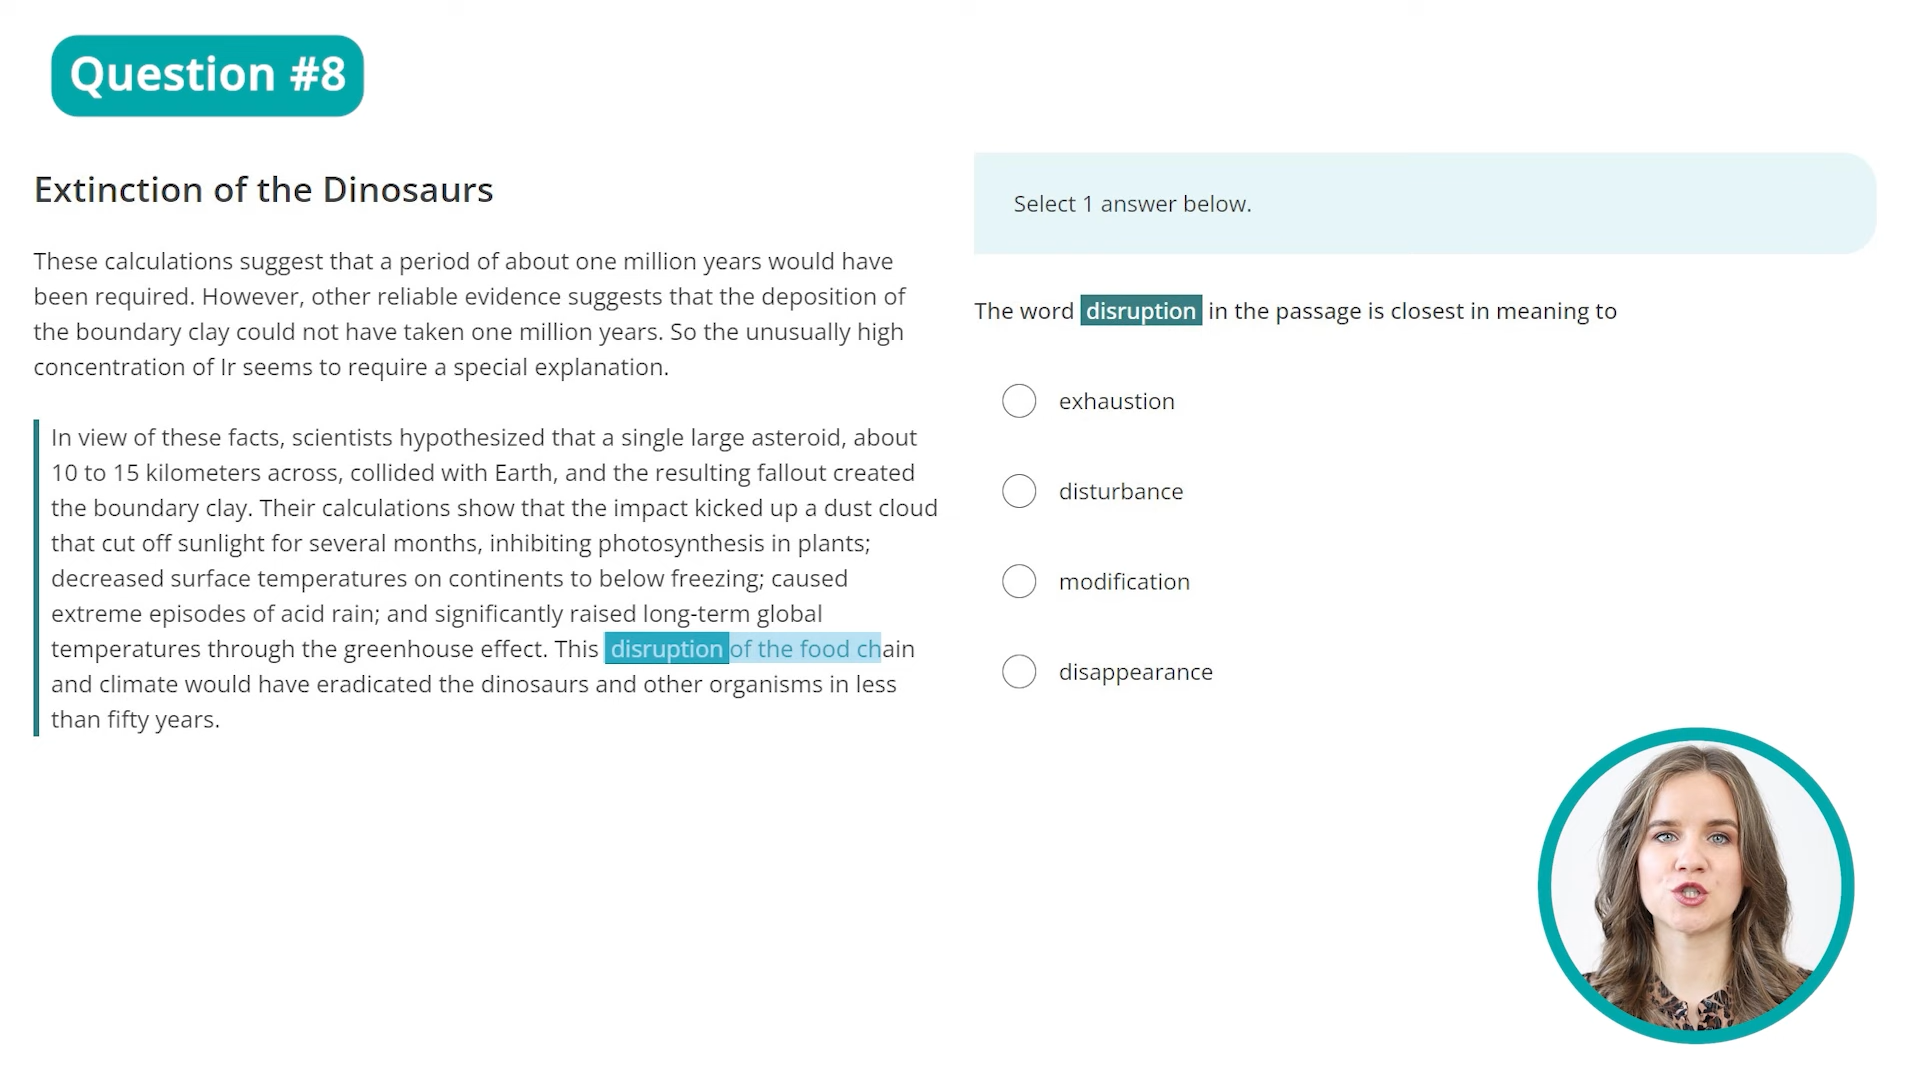 Question #8
Extinction of the Dinosaurs
These calculations suggest that a period of about one million years would have
been required. However, other reliable evidence suggests that the deposition of
the boundary clay could not have taken one million years. So the unusually high
concentration of Ir seems to require a special explanation.
In view of these facts, scientists hypothesized that a single large asteroid, about
10 to 15 kilometers across, collided with Earth, and the resulting fallout created
the boundary clay. Their calculations show that the impact kicked up a dust cloud
that cut off sunlight for several months, inhibiting photosynthesis in plants;
decreased surface temperatures on continents to below freezing; caused
extreme episodes of acid rain; and significantly raised long-term global
temperatures through the greenhouse effect. This disruption of the food chain
and climate would have eradicated the dinosaurs and other organisms in less
than fifty years.
Select 1 answer below.
The word disruption in the passage is closest in meaning to
exhaustion
disturbance
modification
disappearance